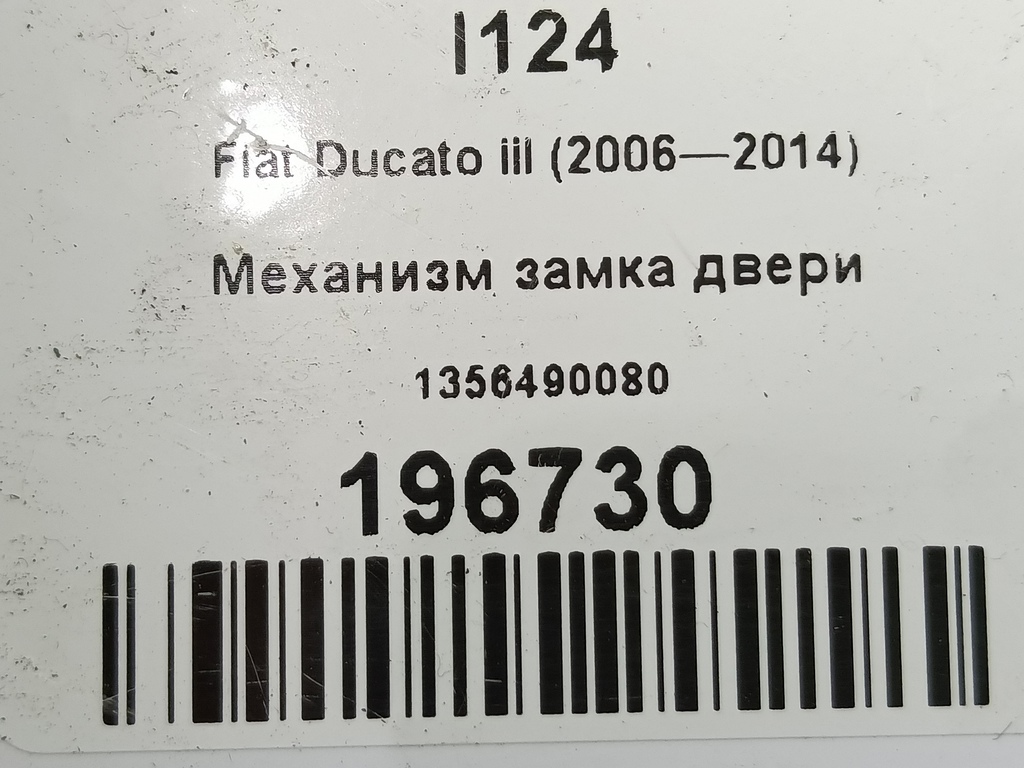 I124
Fiat Ducato iii (2006—2014)
Механизм замка двери
1356490080
196730